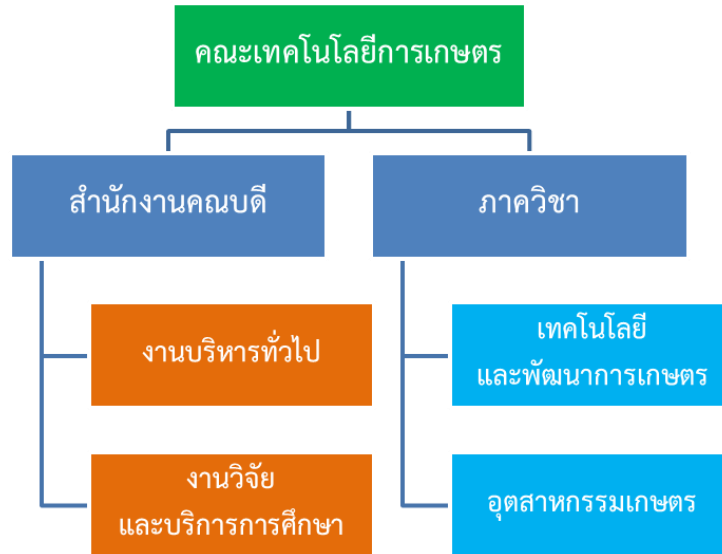 คณะเทคโนโลยีการเกษตร
สำนักงานคณบดี
ภาควิชา
งานบริหารทั่วไป
เทคโนโลยี
และพัฒนาการเกษตร
งานวิจัย
และบริการการศึกษา
อุตสาหกรรมเกษตร